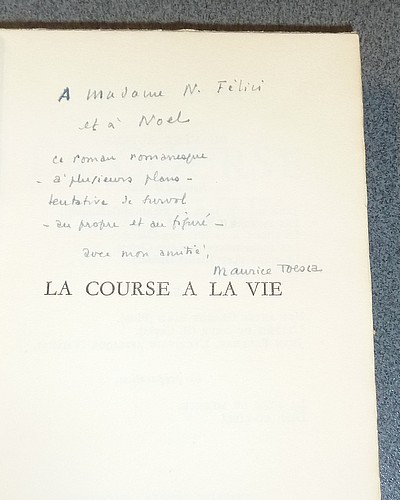 A Madame N. Félici
et à Noël
ce roman romanesque
- à plusieurs plans -
tentative de survol
- au propre et au figuré -
avec mon amitié,
Maurice Toesca
LA COURSE A LA VIE